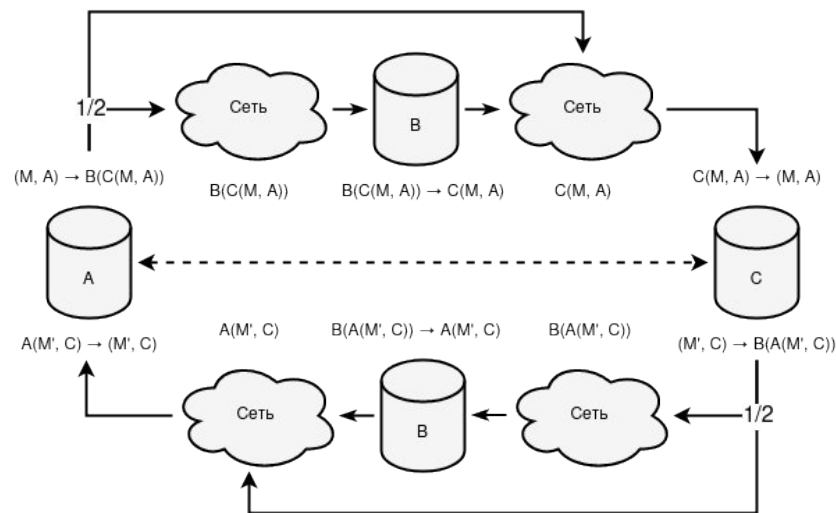 1/2
Сеть
B
Сеть
(M, A) → B(C(M, A))
B(C(M, A))
B(C(M, A)) → C(M, A)
C(M, A)
C(M, A) → (M, A)
A
C
A(M', C) → (M', C)
A(M', C)
B(A(M', C)) → A(M', C)
B(A(M', C))
(M', C) → B(A(M', C))
Сеть
B
Сеть
1/2